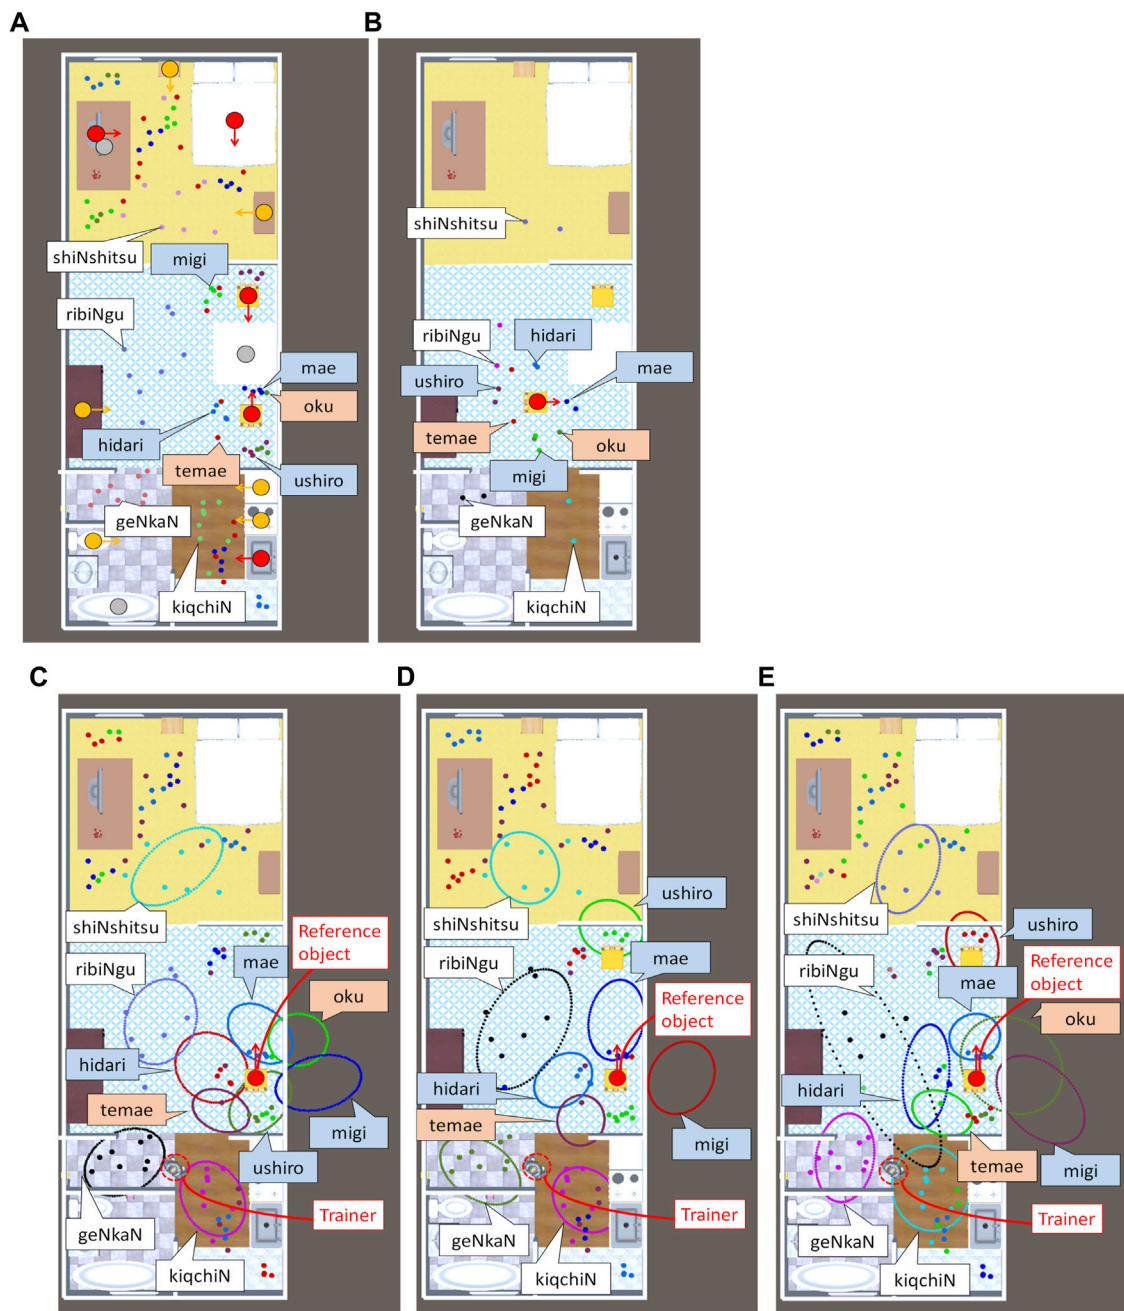 A
B
shiNshitsu
migi
ribiNgu
mae
oku
hidari
temae
ushiro
geNkaN
kiqchiN
shiNshitsu
ribiNgu
hidari
ushiro
mae
temae
oku
migi
geNkaN
kiqchiN
C
D
E
shiNshitsu
Reference
object
ribiNgu
mae
oku
hidari
temae
migi
ushiro
geNkaN
Trainer
kiqchiN
ushiro
shiNshitsu
ribiNgu
mae
Reference
object
hidari
temae
migi
geNkaN
Trainer
kiqchiN
shiNshitsu
ushiro
ribiNgu
Reference
object
mae
oku
hidari
temae
migi
Trainer
geNkaN
kiqchiN